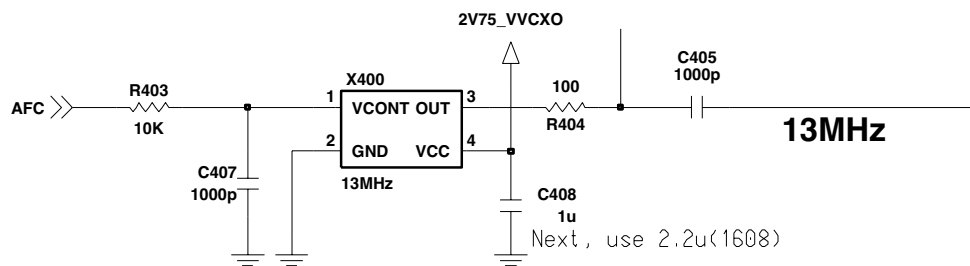 2V75_VVCXO
C405
1000p
R403
X400
100
AFC
1
VCONT OUT
3
10K
R404
13MHz
2
GND
VCC
4
C407
1000p
13MHz
C408
1u
Next, use 2.2u(1608)